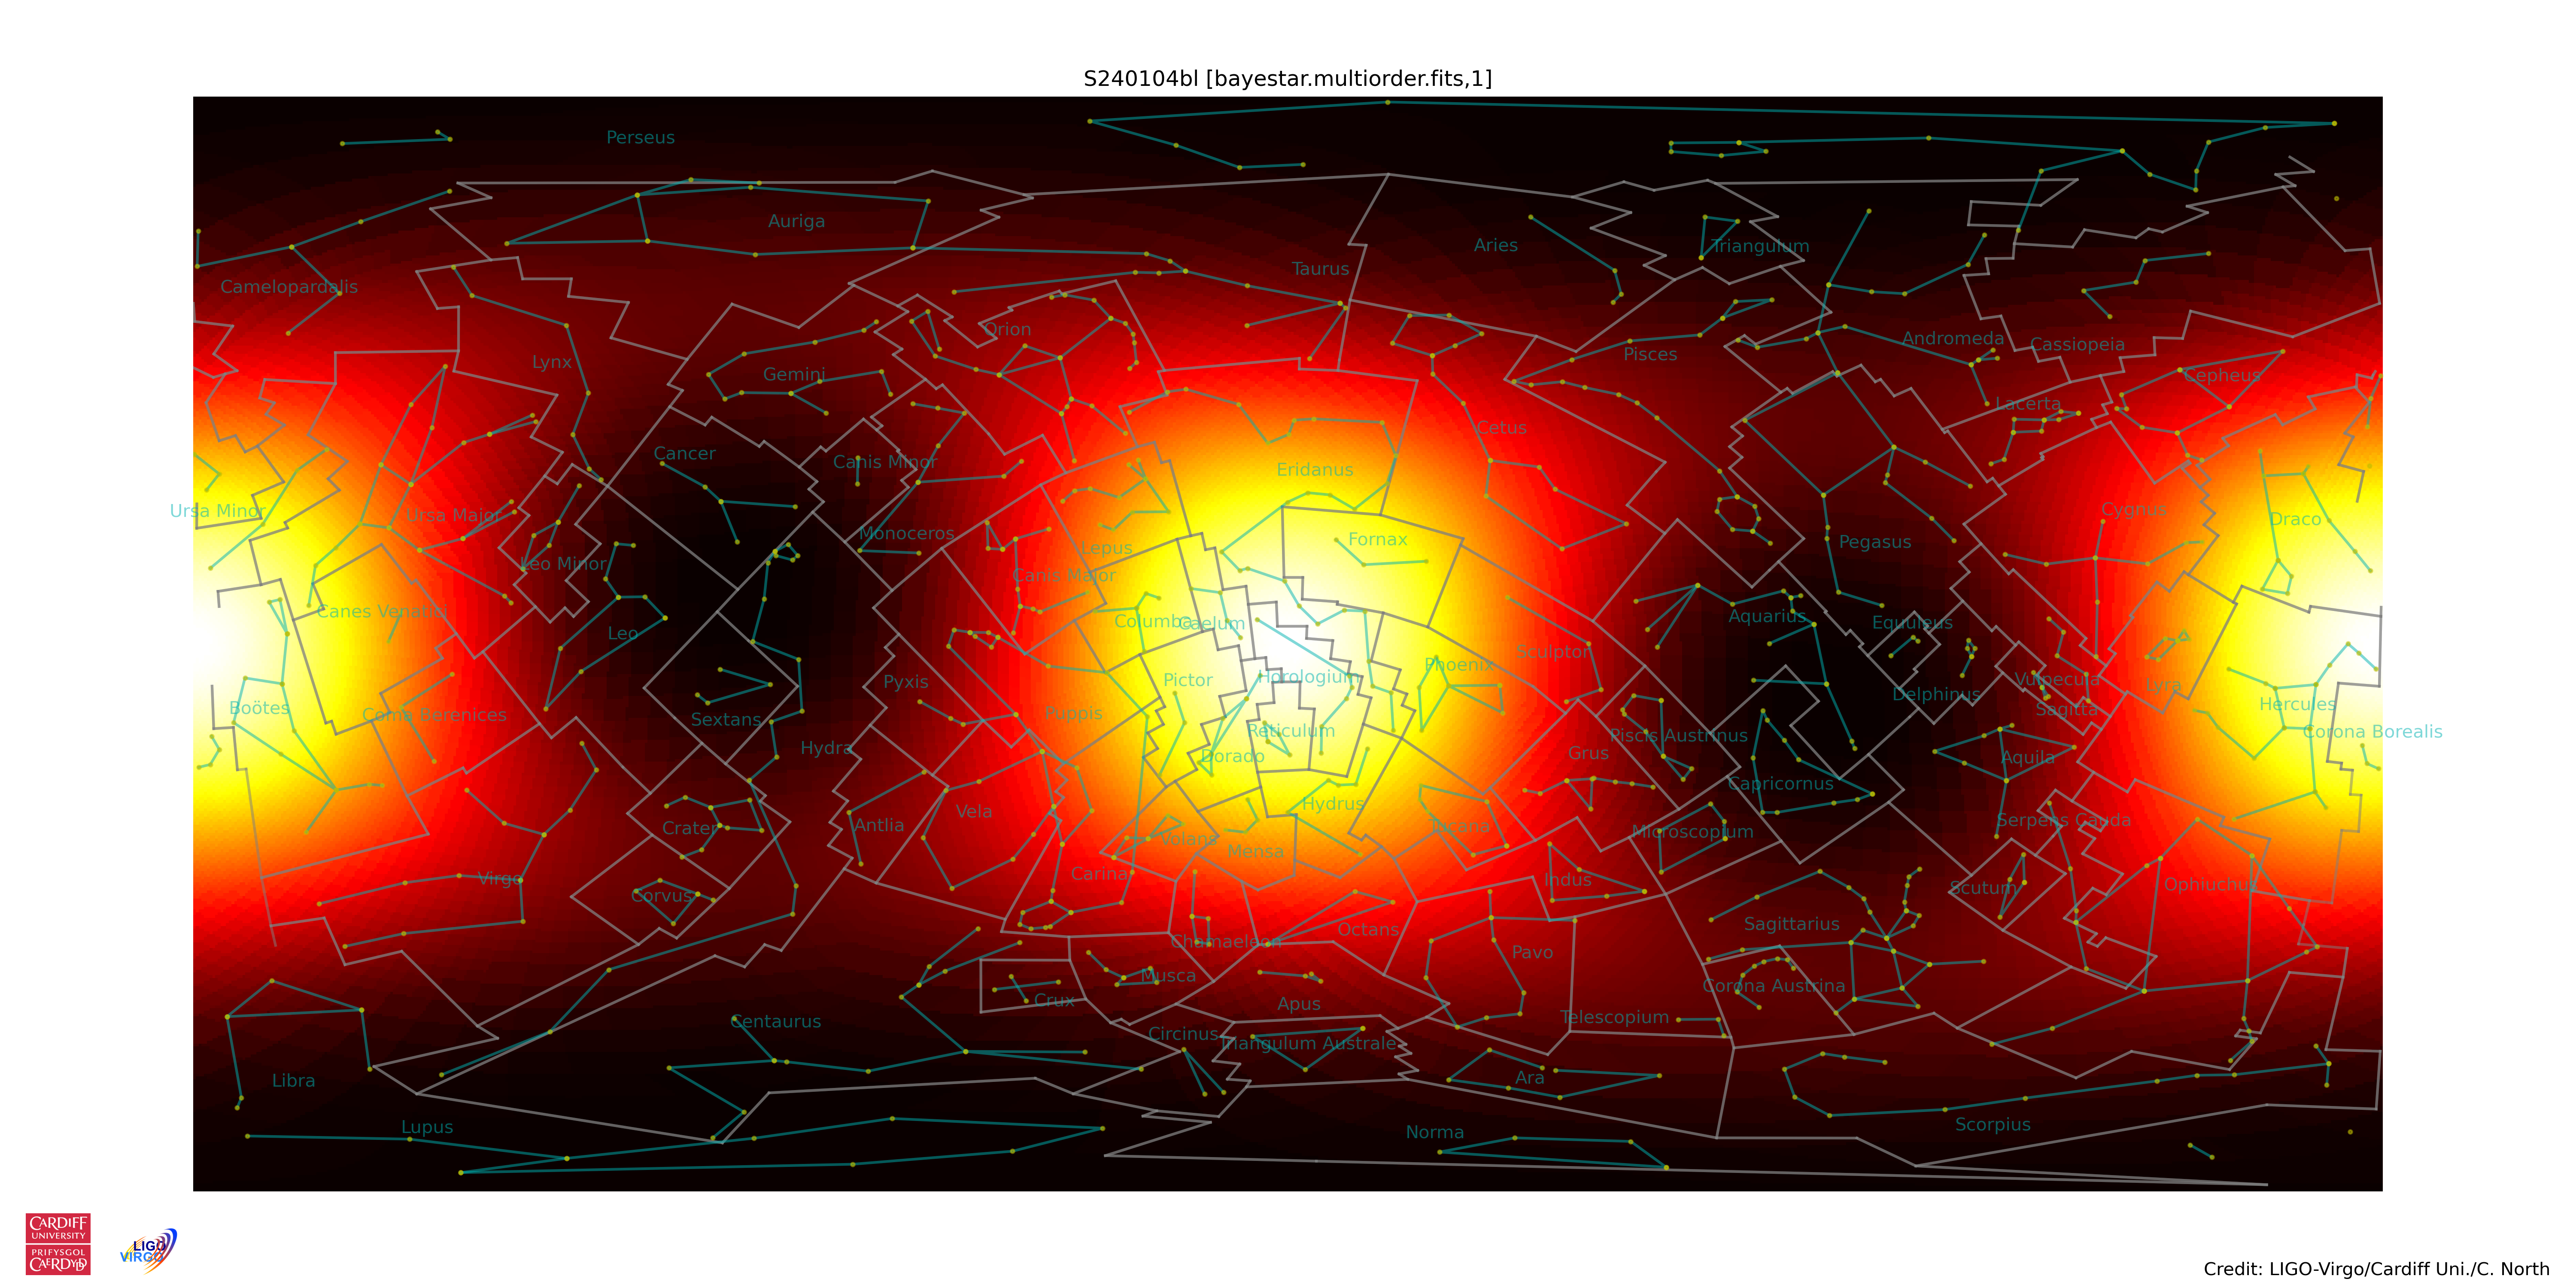 S240104bl [bayestar.multiorder.fits,1]
Perseus
Auriga
Aries
Triangulum
Taurus
Camelopardalis
Orion
Andromeda
Cassiopeia
Pisces
Lynx
Gemini
Cepheus
Lacerta
Cetus
Cancer
Canis Minor
Eridanus
Ursa Minor
Ursa Major
Cygnus
Draco
Monoceros
Fornax
Pegasus
Lepus
Leo Minor
Canis Major
Canes Venatici
Columba
Caelum
Aquarius
Equuleus
Leo
Sculptor
Phoenix
Horologium
Pictor
Pyxis
Vulpecula
Lyra
Delphinus
Boötes
Coma Berenices
Puppis
Sagitta
Hercules
Sextans
Reticulum
Piscis Austrinus
Corona Borealis
Hydra
Dorado
Grus
Aquila
Capricornus
Hydrus
Vela
Serpens Cauda
Crater
Antlia
Tucana
Microscopium
Volans
Mensa
Carina
Virgo
Indus
Scutum
Ophiuchus
Corvus
Sagittarius
Octans
Chamaeleon
Pavo
Musca
Corona Austrina
Crux
Apus
Centaurus
Telescopium
Circinus
Triangulum Australe
Libra
Ara
Lupus
Norma
Scorpius
CARDIFF
UNIVERSITY
PRIFYSGOL
CAERDYDD
LIGO
VIRGO
Credit: LIGO-Virgo/Cardiff Uni./C. North